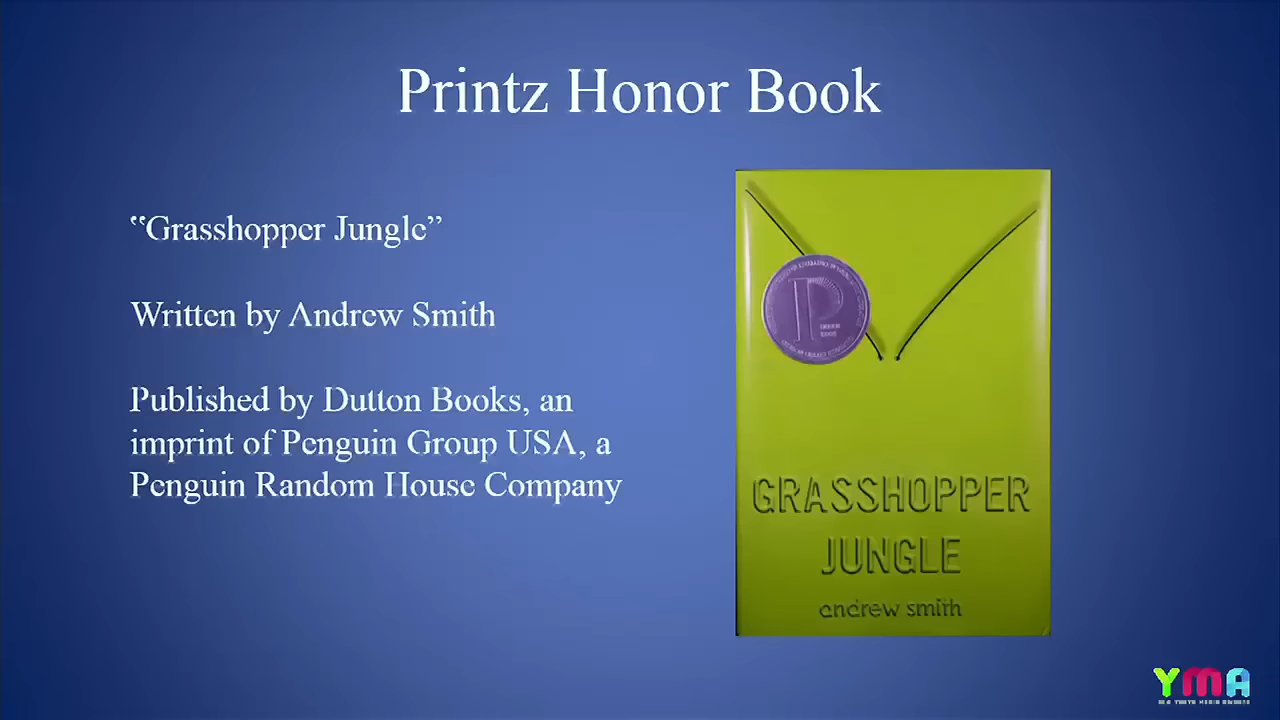 Printz Honor Book
“Grasshopper Jungle”
Written by Andrew Smith
Published by Dutton Books, an
imprint of Penguin Group USA, a
Penguin Random House Company
P
GRASSHOPPER
JUNGLE
andrew smith
YMA